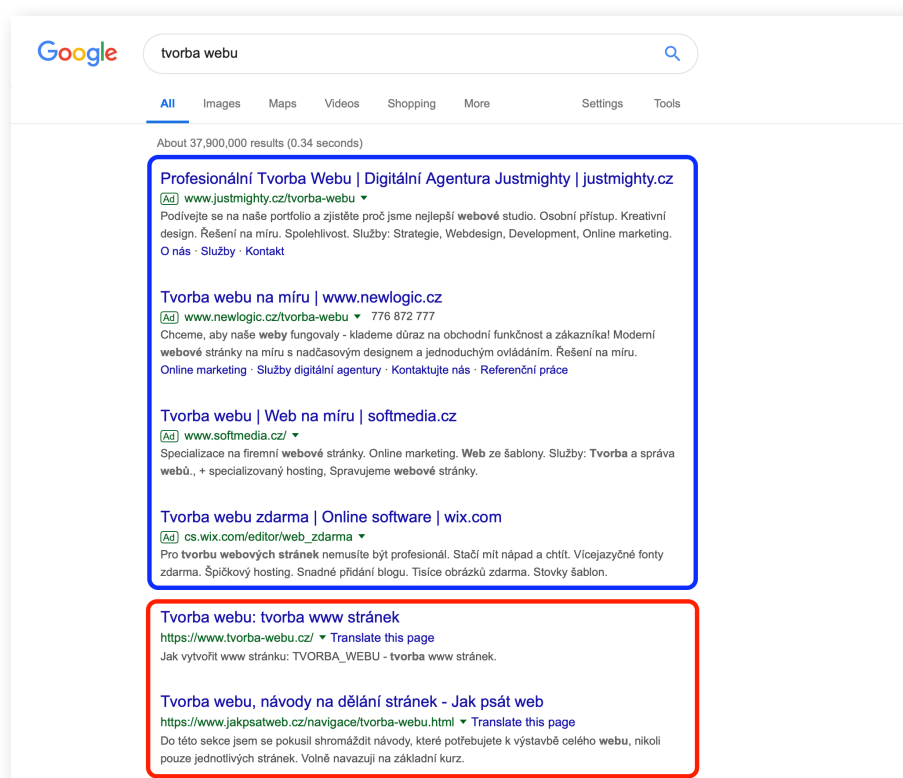 Google
tvorba webu
All Images Maps Videos Shopping More Settings Tools
About 37,900,000 results (0.34 seconds)
Profesionální Tvorba Webu | Digitální Agentura Justmighty | justmighty.cz
Ad www.justmighty.cz/tvorba-webu
Podívejte se na naše portfolio a zjistěte proč jsme nejlepší webové studio. Osobní přístup. Kreativní
design. Řešení na míru. Spolehlivost. Služby: Strategie, Webdesign, Development, Online marketing.
O nás · Služby · Kontakt
Tvorba webu na míru | www.newlogic.cz
Ad www.newlogic.cz/tvorba-webu 776 872 777
Chceme, aby naše weby fungovaly - klademe důraz na obchodní funkčnost a zákazníka! Moderní
webové stránky na míru s nadčasovým designem a jednoduchým ovládáním. Řešení na míru.
Online marketing · Služby digitální agentury · Kontaktujte nás · Referenční práce
Tvorba webu | Web na míru | softmedia.cz
Ad www.softmedia.cz/
Specializace na firemní webové stránky. Online marketing. Web ze šablony. Služby: Tvorba a správa
webů., + specializovaný hosting, Spravujeme webové stránky.
Tvorba webu zdarma | Online software | wix.com
Ad cs.wix.com/editor/web_zdarma
Pro tvorbu webových stránek nemusíte být profesionál. Stačí mít nápad a chtít. Vícejazyčné fonty
zdarma. Špičkový hosting. Snadné přidání blogu. Tisíce obrázků zdarma. Stovky šablon.
Tvorba webu: tvorba www stránek
https://www.tvorba-webu.cz/ Translate this page
Jak vytvořit www stránku: TVORBA_WEBU - tvorba www stránek.
Tvorba webu, návody na dělání stránek - Jak psát web
https://www.jakpsatweb.cz/navigace/tvorba-webu.html Translate this page
Do této sekce jsem se pokusil shromáždit návody, které potřebujete k výstavbě celého webu, nikoli
pouze jednotlivých stránek. Volně navazuji na základní kurz.